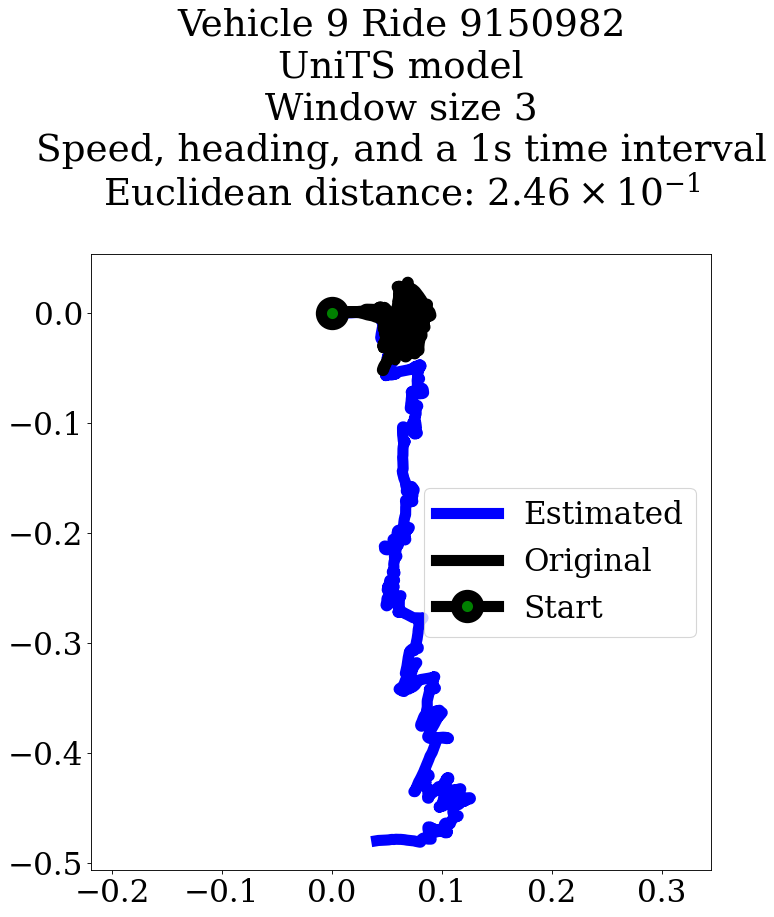 Vehicle 9 Ride 9150982
UniTS model
Window size 3
Speed, heading, and a 1s time interval
Euclidean distance: 2.46 × 10⁻¹
0.0
−0.1
−0.2
−0.3
−0.4
−0.5
Estimated
Original
Start
−0.2 −0.1 0.0 0.1 0.2 0.3